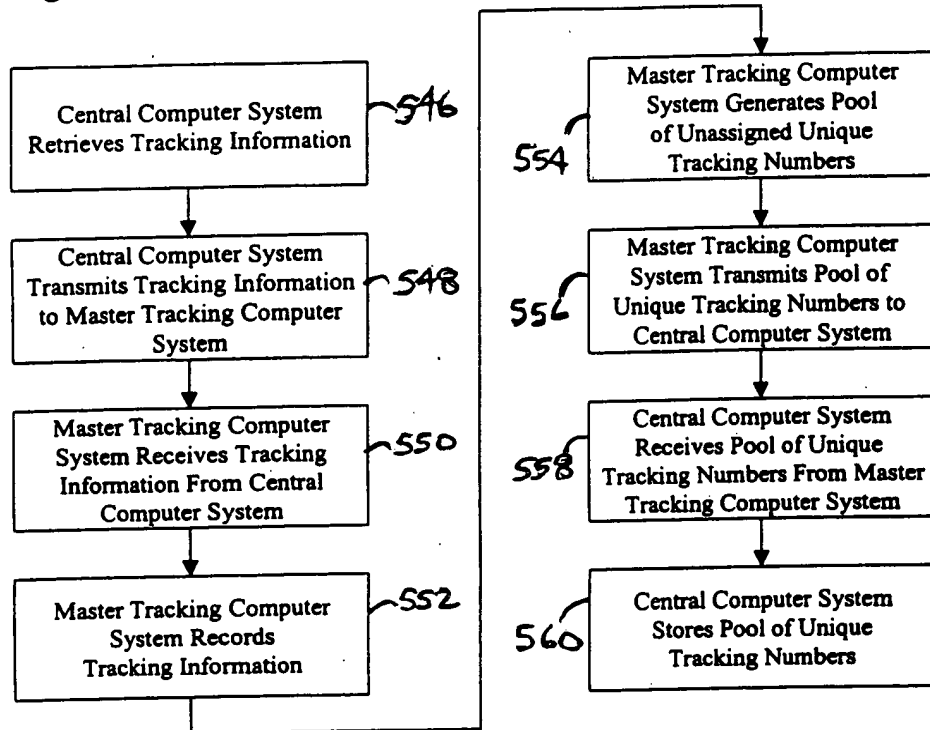 Central Computer System
Retrieves Tracking Information
546
Central Computer System
Transmits Tracking Information
to Master Tracking Computer
System
548
Master Tracking Computer
System Receives Tracking
Information From Central
Computer System
550
Master Tracking Computer
System Records
Tracking Information
552
Master Tracking Computer
System Generates Pool
of Unassigned Unique
Tracking Numbers
554
Master Tracking Computer
System Transmits Pool of
Unique Tracking Numbers to
Central Computer System
556
Central Computer System
Receives Pool of Unique
Tracking Numbers From Master
Tracking Computer System
558
Central Computer System
Stores Pool of Unique
Tracking Numbers
560